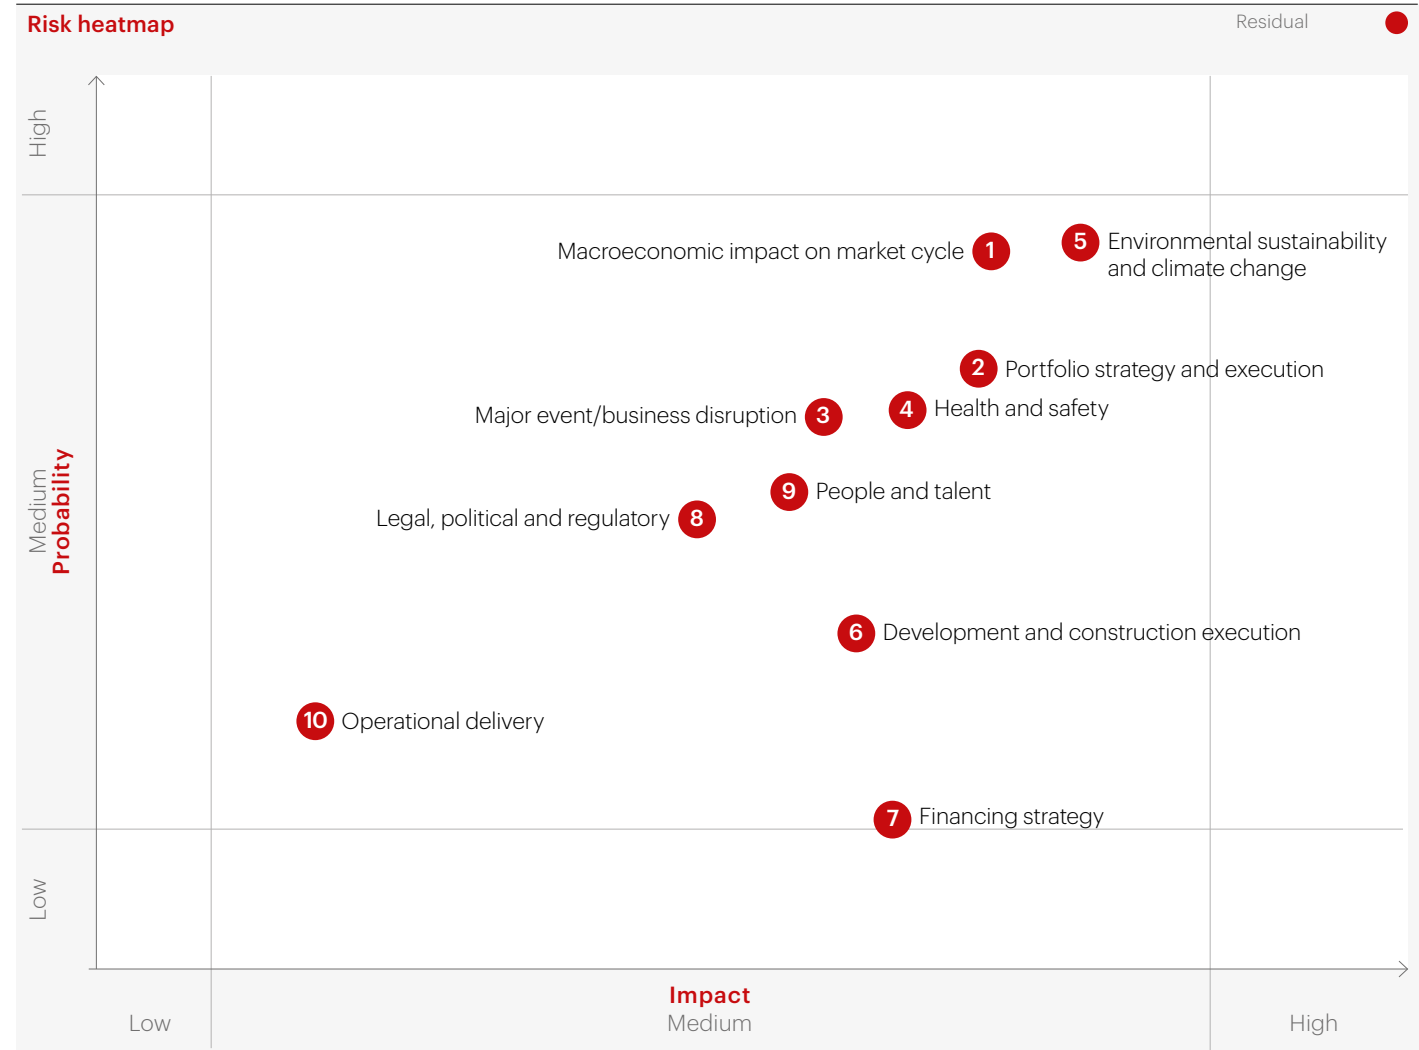 Risk heatmap
Residual
High
Medium
Probability
Low
Macroeconomic impact on market cycle
1
5
Environmental sustainability
and climate change
2
Portfolio strategy and execution
Major event/business disruption
3
4
Health and safety
9
People and talent
Legal, political and regulatory
8
6
Development and construction execution
10
Operational delivery
7
Financing strategy
Impact
Low
Medium
High